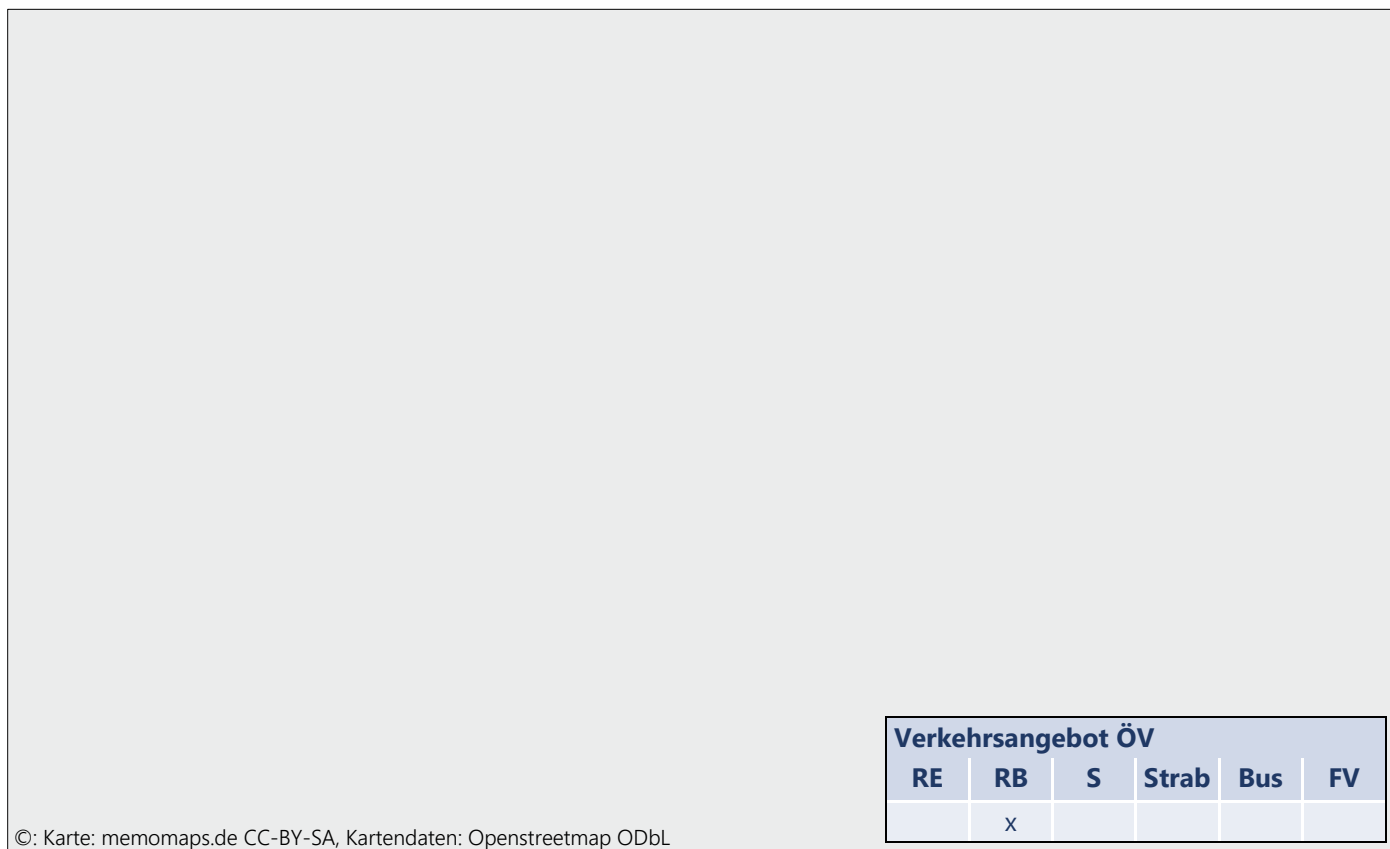 Verkehrsangebot ÖV
RE RB S Strab Bus FV
x
©: Karte: memomaps.de CC-BY-SA, Kartendaten: Openstreetmap ODbL